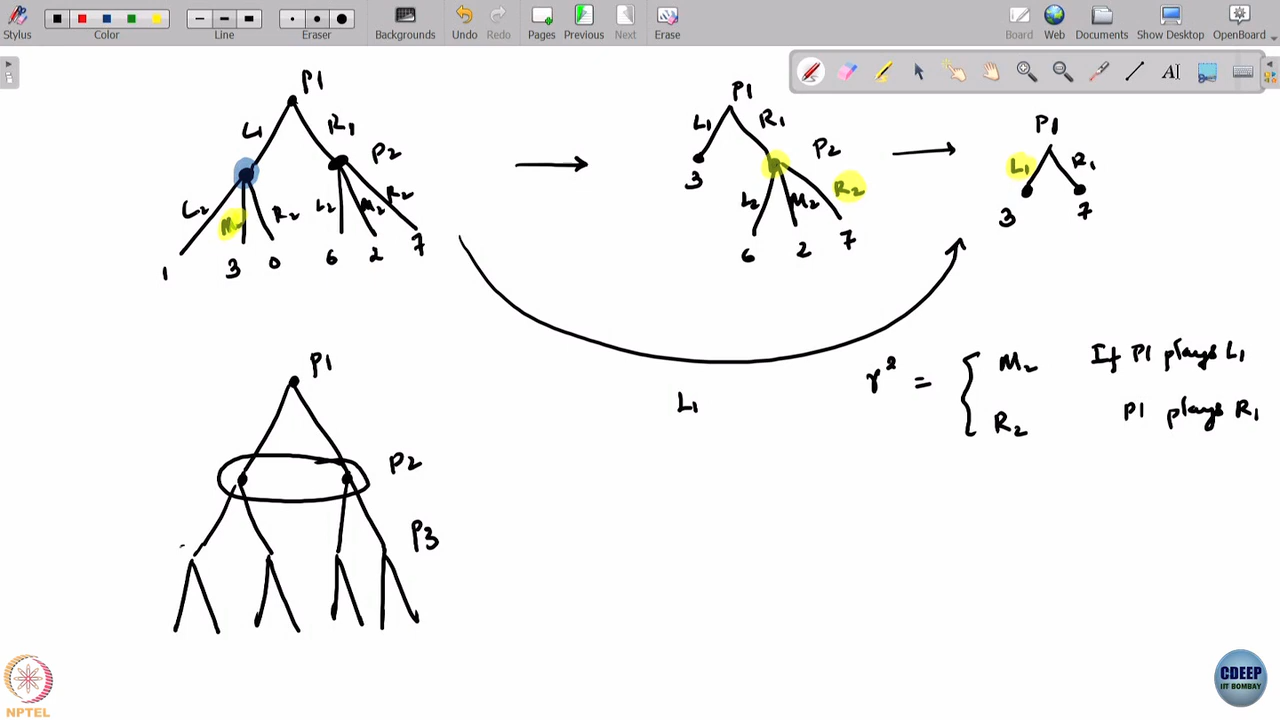 Stylus
Color
Line
Eraser
Backgrounds
Undo
Redo
Pages
Previous
Next
Erase
Board
Web
Documents
Show Desktop
OpenBoard
P1
L1 R1
P2
L2 M2 R2 L2 M2 R2
1 3 0 6 2 7
P1
L1 R1
P2
3
L2 M2 R2
6 2 7
P1
L1 R1
3 7
L1
γ² = { M2 If P1 plays L1
R2 P1 plays R1
P1
P2
P3
NPTEL
CDEEP
IIT BOMBAY